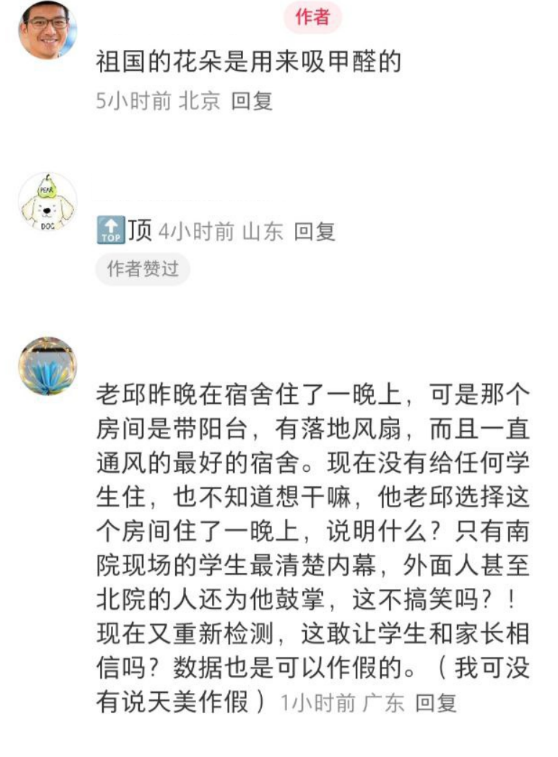 作者
祖国的花朵是用来吸甲醛的
5小时前 北京 回复
PEAR
DOG
TOP 顶 4小时前 山东 回复
作者赞过
老邱昨晚在宿舍住了一晚上，可是那个
房间是带阳台，有落地风扇，而且一直
通风的最好的宿舍。现在没有给任何学
生住，也不知道想干嘛，他老邱选择这
个房间住了一晚上，说明什么？只有南
院现场的学生最清楚内幕，外面人甚至
北院的人还为他鼓掌，这不搞笑吗？！
现在又重新检测，这敢让学生和家长相
信吗？数据也是可以作假的。（我可没
有说天美作假）1小时前 广东 回复